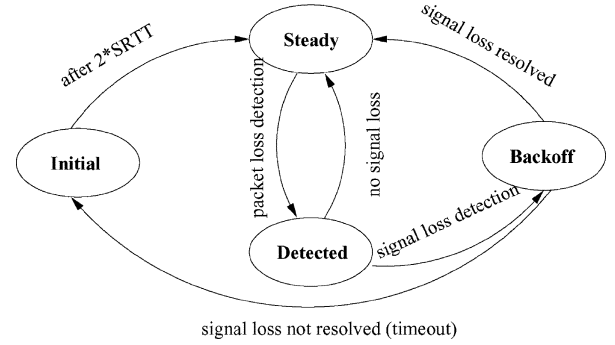 Steady
signal loss resolved
after 2*SRTT
packet loss detection
no signal loss
Initial
Backoff
signal loss detection
Detected
signal loss not resolved (timeout)